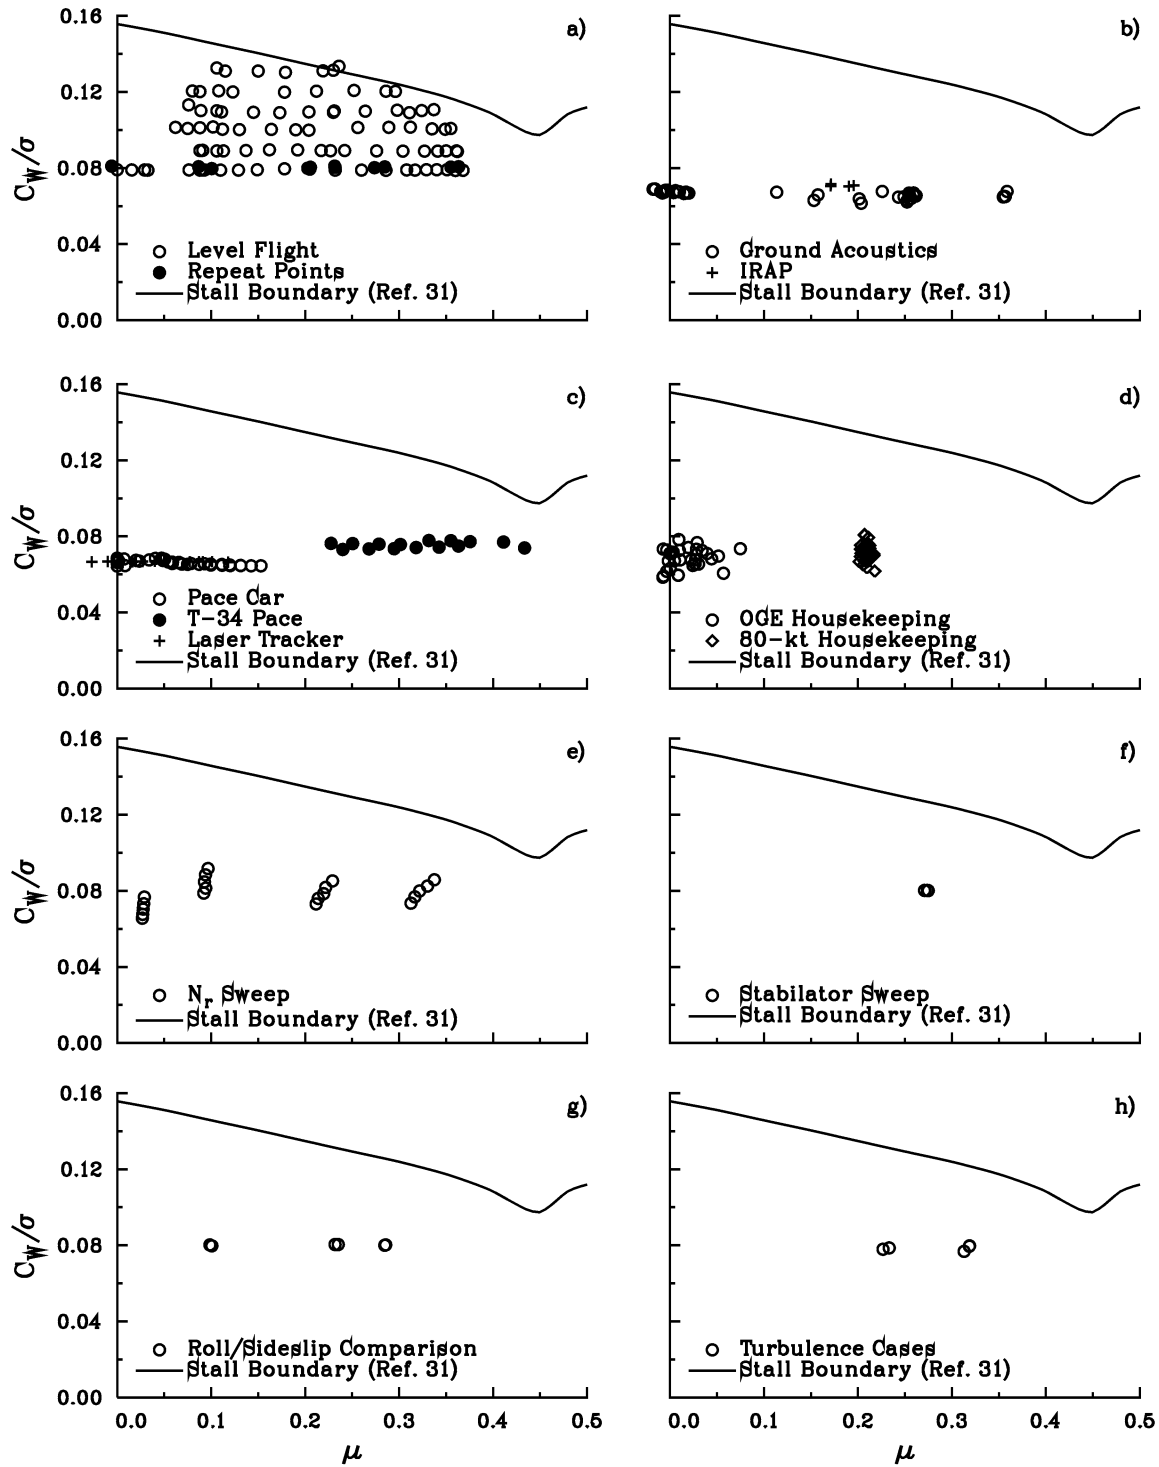 a)
0.16
0.12
0.08
0.04
0.00
C_W/σ
Level Flight
Repeat Points
Stall Boundary (Ref. 31)
b)
Ground Acoustics
IRAP
Stall Boundary (Ref. 31)
c)
0.16
0.12
0.08
0.04
0.00
C_W/σ
Pace Car
T-34 Pace
Laser Tracker
Stall Boundary (Ref. 31)
d)
OGE Housekeeping
80-kt Housekeeping
Stall Boundary (Ref. 31)
e)
0.16
0.12
0.08
0.04
0.00
C_W/σ
N_r Sweep
Stall Boundary (Ref. 31)
f)
Stabilator Sweep
Stall Boundary (Ref. 31)
g)
0.16
0.12
0.08
0.04
0.00
C_W/σ
Roll/Sideslip Comparison
Stall Boundary (Ref. 31)
0.0 0.1 0.2 0.3 0.4 0.5
μ
h)
Turbulence Cases
Stall Boundary (Ref. 31)
0.0 0.1 0.2 0.3 0.4 0.5
μ